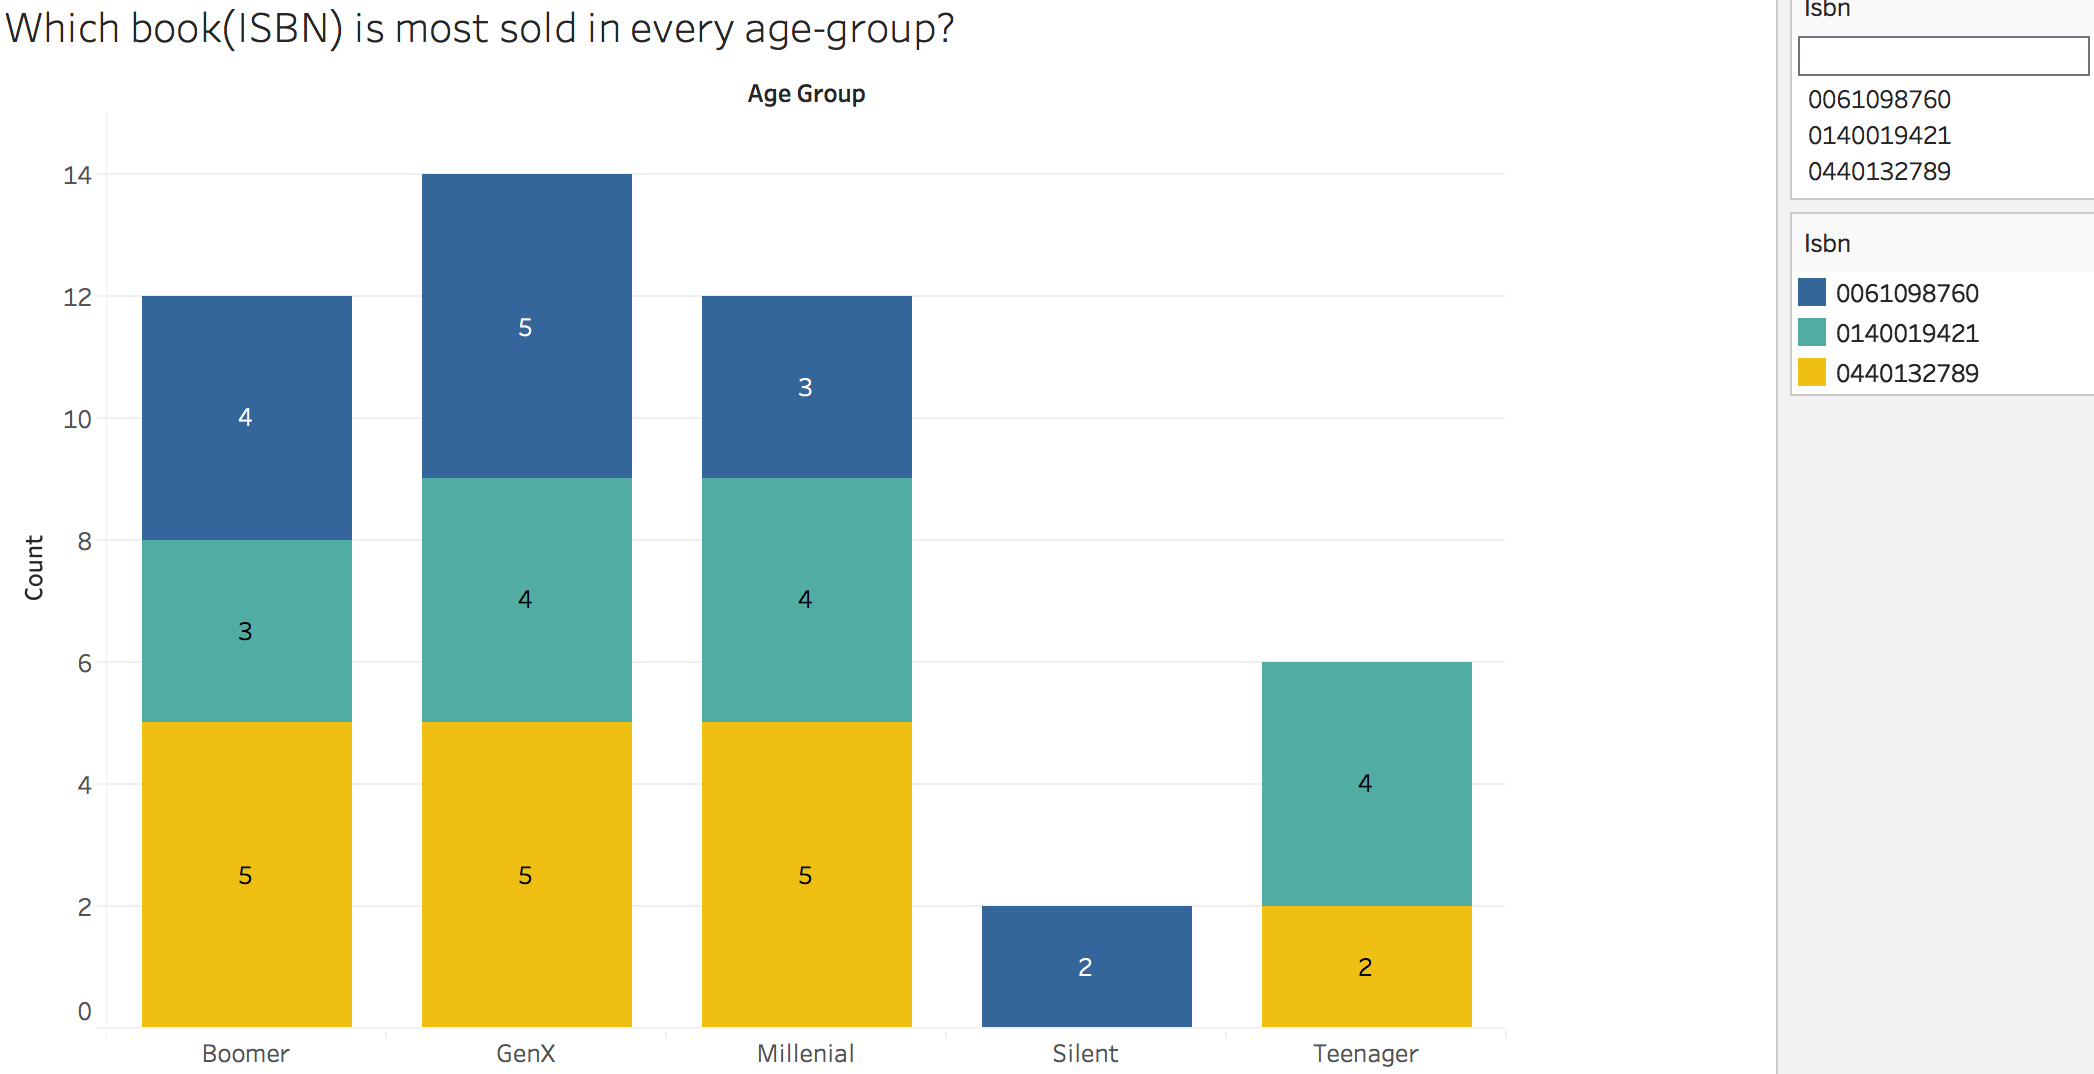 Which book(ISBN) is most sold in every age-group?
Age Group
Count
14
12
10
8
6
4
2
0
4
3
5
5
4
5
3
4
5
2
4
2
Boomer
GenX
Millenial
Silent
Teenager
Isbn
0061098760
0140019421
0440132789
Isbn
0061098760
0140019421
0440132789